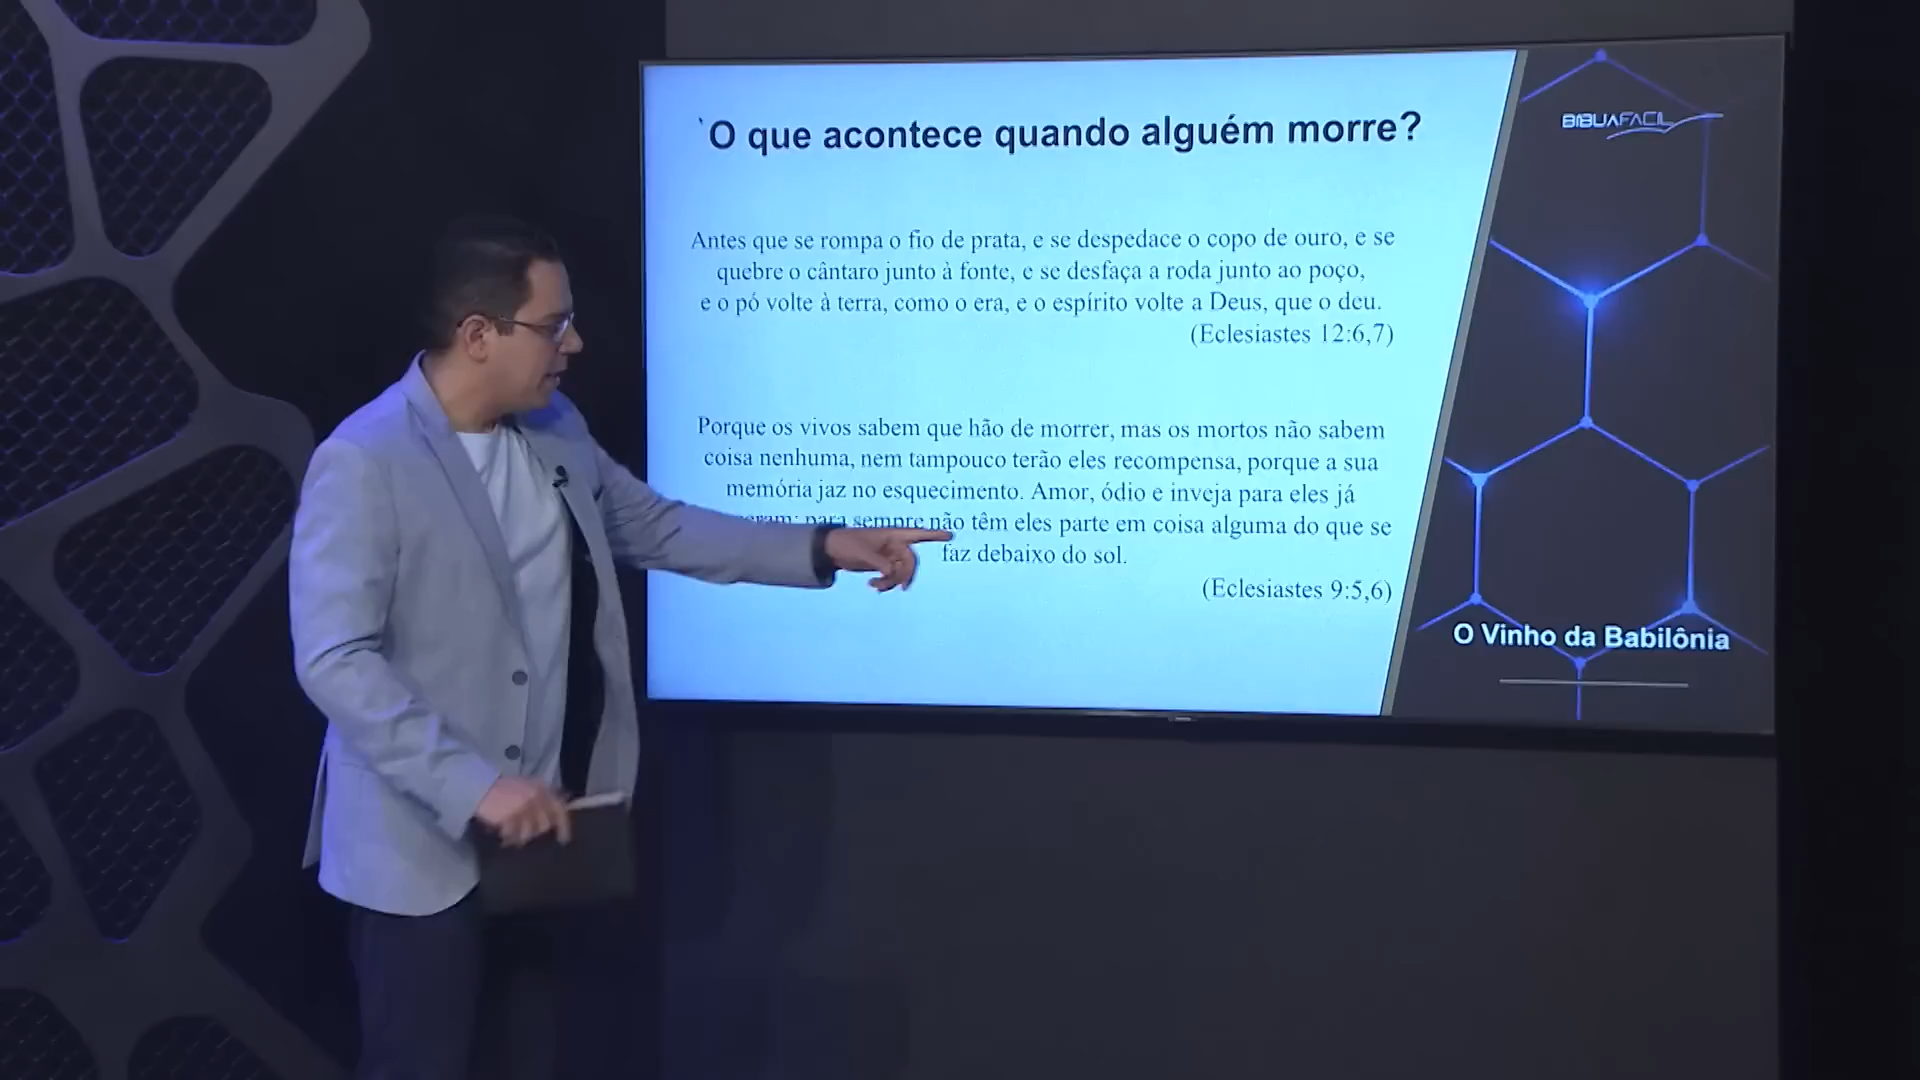 O que acontece quando alguém morre?
BÍBLIAFACIL
Antes que se rompa o fio de prata, e se despedace o copo de ouro, e se
quebre o cântaro junto à fonte, e se desfaça a roda junto ao poço,
e o pó volte à terra, como o era, e o espírito volte a Deus, que o deu.
(Eclesiastes 12:6,7)
Porque os vivos sabem que hão de morrer, mas os mortos não sabem
coisa nenhuma, nem tampouco terão eles recompensa, porque a sua
memória jaz no esquecimento. Amor, ódio e inveja para eles já
para sempre não têm eles parte em coisa alguma do que se
faz debaixo do sol.
(Eclesiastes 9:5,6)
O Vinho da Babilônia